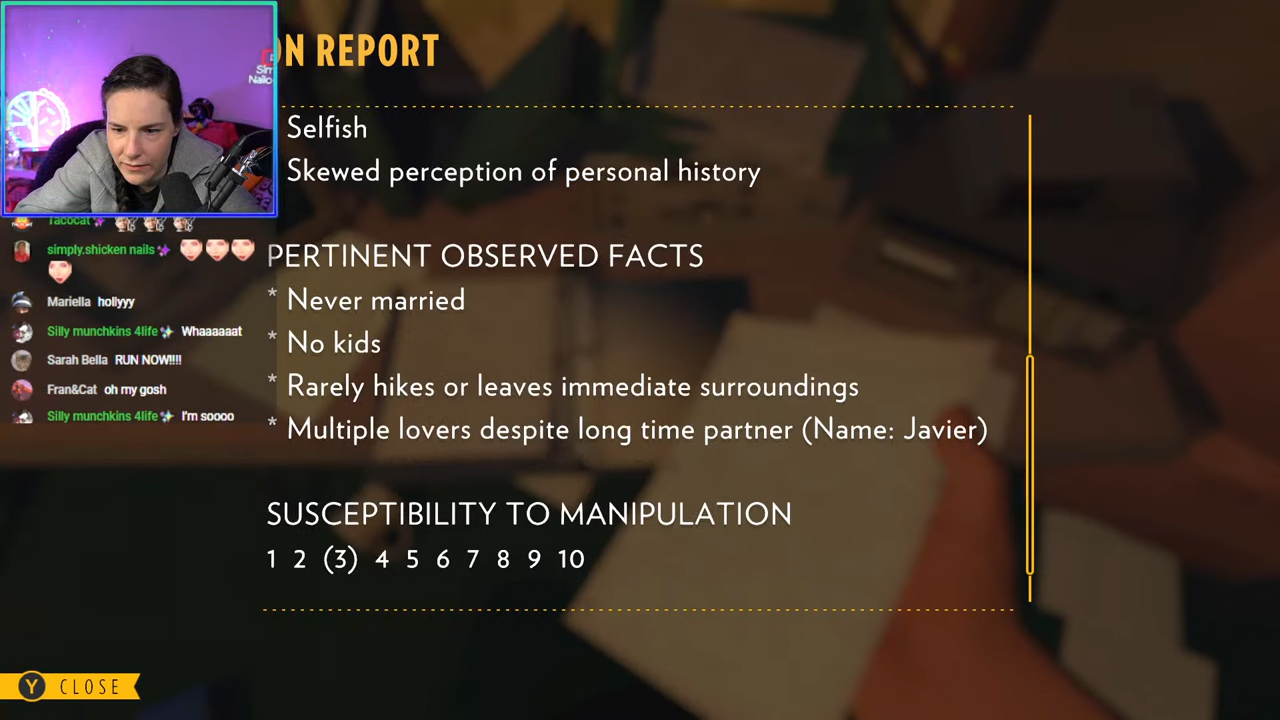 ON REPORT
Selfish
Skewed perception of personal history
PERTINENT OBSERVED FACTS
* Never married
* No kids
* Rarely hikes or leaves immediate surroundings
* Multiple lovers despite long time partner (Name: Javier)
SUSCEPTIBILITY TO MANIPULATION
1 2 (3) 4 5 6 7 8 9 10
Tacocat
simply.shicken nails
Mariella hollyyy
Silly munchkins 4life Whaaaaaat
Sarah Bella RUN NOW!!!!
Fran&Cat oh my gosh
Silly munchkins 4life I'm soooo
Y CLOSE